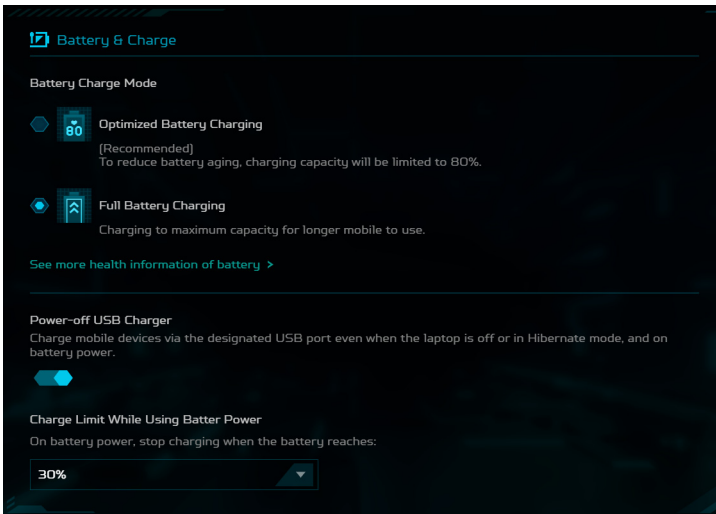 Battery & Charge
Battery Charge Mode
80
Optimized Battery Charging
[Recommended]
To reduce battery aging, charging capacity will be limited to 80%.
Full Battery Charging
Charging to maximum capacity for longer mobile to use.
See more health information of battery >
Power-off USB Charger
Charge mobile devices via the designated USB port even when the laptop is off or in Hibernate mode, and on
battery power.
Charge Limit While Using Batter Power
On battery power, stop charging when the battery reaches:
30%